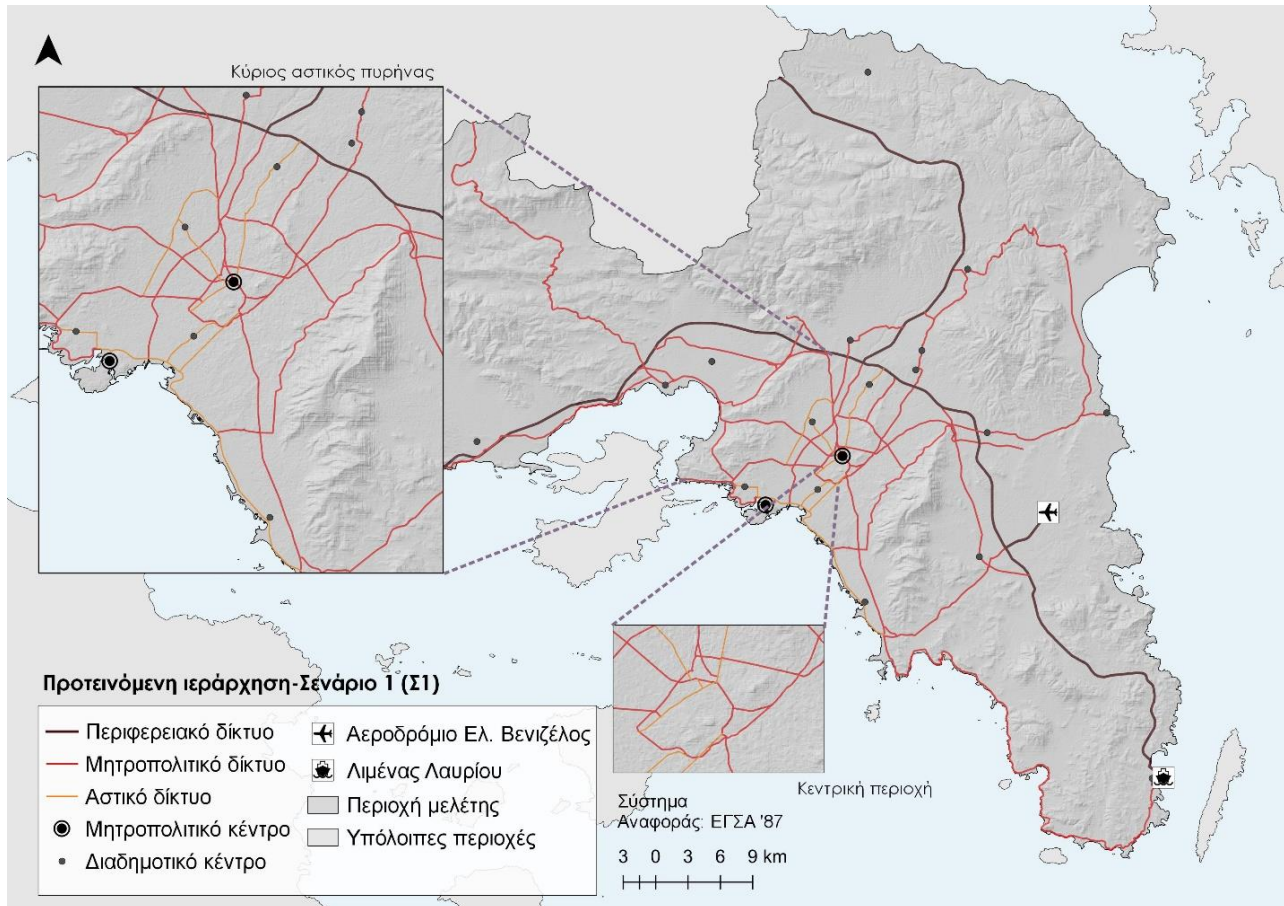 Κύριος αστικός πυρήνας
Προτεινόμενη ιεράρχηση-Σενάριο 1 (Σ1)
Περιφερειακό δίκτυο
Μητροπολιτικό δίκτυο
Αστικό δίκτυο
Μητροπολιτικό κέντρο
Διαδημοτικό κέντρο
Αεροδρόμιο Ελ. Βενιζέλος
Λιμένας Λαυρίου
Περιοχή μελέτης
Υπόλοιπες περιοχές
Κεντρική περιοχή
Σύστημα
Αναφοράς: ΕΓΣΑ '87
3 0 3 6 9 km